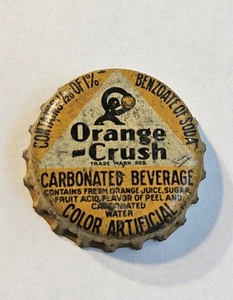 CONTAINS 1/20 OF 1% BENZOATE OF SODA
Orange
-Crush
TRADE MARK REG.
CARBONATED BEVERAGE
CONTAINS FRESH ORANGE JUICE, SUGAR,
FRUIT ACID, FLAVOR OF PEEL AND
CARBONATED
WATER
COLOR ARTIFICIAL